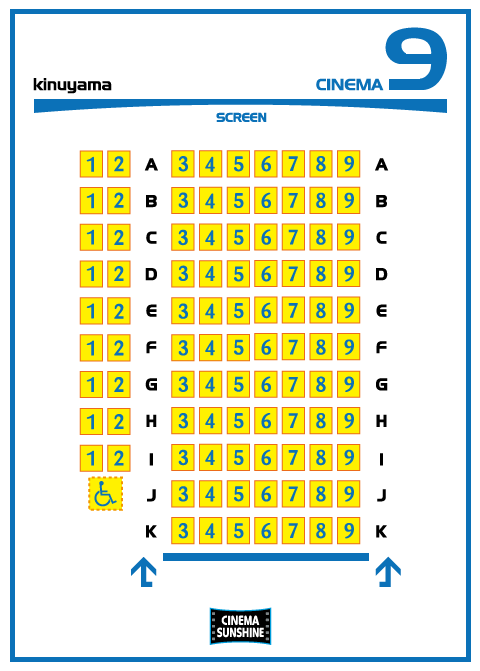 9
kinuyama CINEMA
SCREEN
1 2 A 3 4 5 6 7 8 9 A
1 2 B 3 4 5 6 7 8 9 B
1 2 C 3 4 5 6 7 8 9 C
1 2 D 3 4 5 6 7 8 9 D
1 2 E 3 4 5 6 7 8 9 E
1 2 F 3 4 5 6 7 8 9 F
1 2 G 3 4 5 6 7 8 9 G
1 2 H 3 4 5 6 7 8 9 H
1 2 I 3 4 5 6 7 8 9 I
J 3 4 5 6 7 8 9 J
K 3 4 5 6 7 8 9 K
CINEMA
SUNSHINE